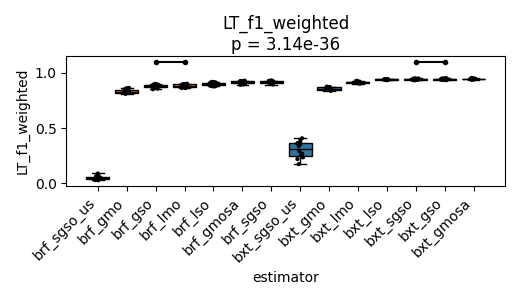 LT_f1_weighted
p = 3.14e-36
LT_f1_weighted
1.0
0.5
0.0
brf_sgso_us
brf_gmo
brf_gso
brf_lmo
brf_lso
brf_gmosa
brf_sgso
bxt_sgso_us
bxt_gmo
bxt_lmo
bxt_lso
bxt_sgso
bxt_gso
bxt_gmosa
estimator